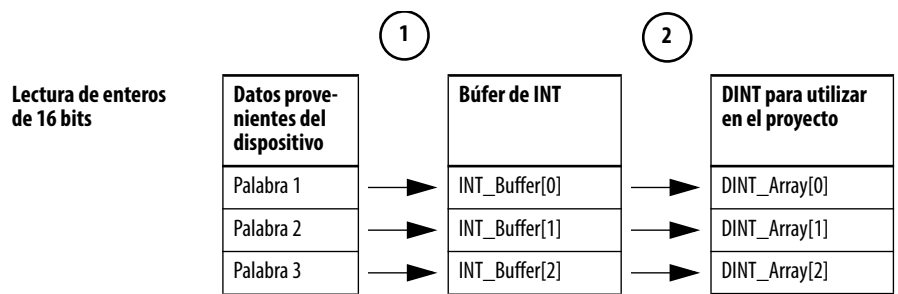 1
2
Lectura de enteros
de 16 bits
Datos prove-
nientes del
dispositivo
Búfer de INT
DINT para utilizar
en el proyecto
Palabra 1
INT_Buffer[0]
DINT_Array[0]
Palabra 2
INT_Buffer[1]
DINT_Array[1]
Palabra 3
INT_Buffer[2]
DINT_Array[2]